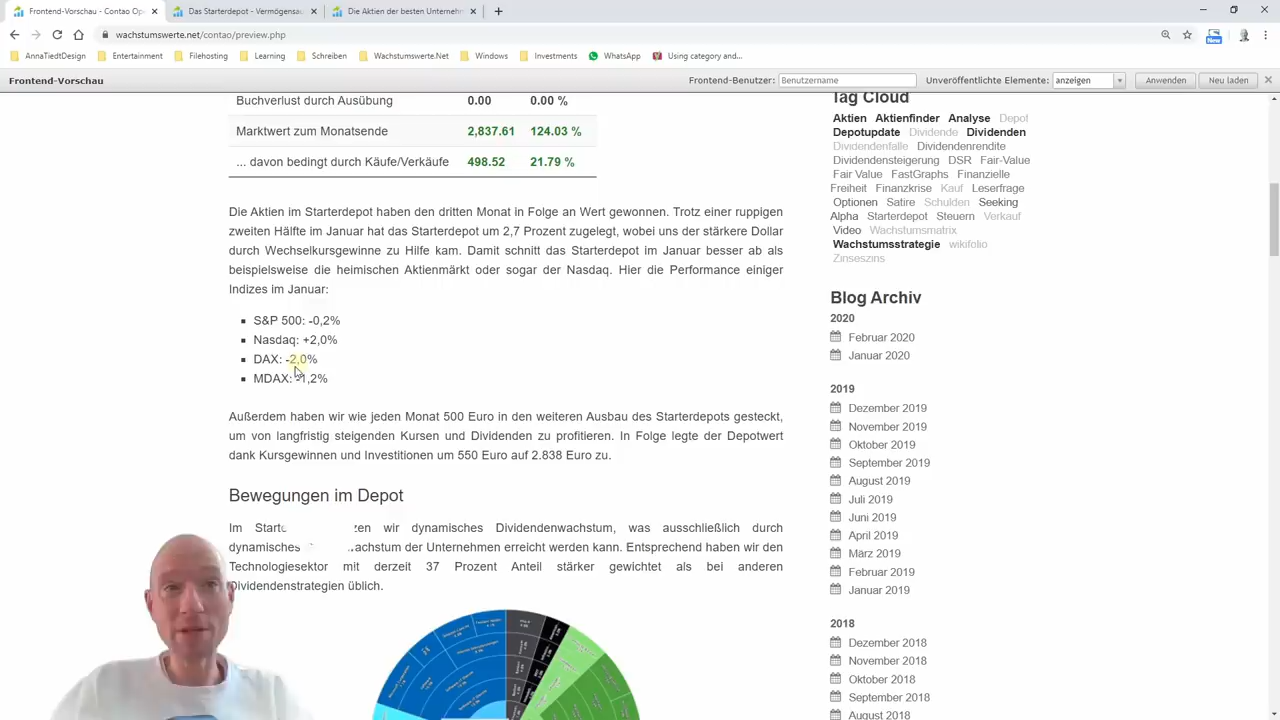 Frontend-Vorschau - Contao Op
Das Starterdepot - Vermögensau
Die Aktien der besten Unternehm
wachstumswerte.net/contao/preview.php
AnnaTiedtDesign Entertainment Filehosting Learning Schreiben Wachstumswerte.Net Windows Investments WhatsApp Using category and...
Frontend-Vorschau
Frontend-Benutzer: Benutzername Unveröffentlichte Elemente: anzeigen Anwenden Neu laden
Buchverlust durch Ausübung 0.00 0.00 %
Marktwert zum Monatsende 2,837.61 124.03 %
... davon bedingt durch Käufe/Verkäufe 498.52 21.79 %
Die Aktien im Starterdepot haben den dritten Monat in Folge an Wert gewonnen. Trotz einer ruppigen
zweiten Hälfte im Januar hat das Starterdepot um 2,7 Prozent zugelegt, wobei uns der stärkere Dollar
durch Wechselkursgewinne zu Hilfe kam. Damit schnitt das Starterdepot im Januar besser ab als
beispielsweise die heimischen Aktienmärkt oder sogar der Nasdaq. Hier die Performance einiger
Indizes im Januar:
S&P 500: -0,2%
Nasdaq: +2,0%
DAX: -2,0%
MDAX: -1,2%
Außerdem haben wir wie jeden Monat 500 Euro in den weiteren Ausbau des Starterdepots gesteckt,
um von langfristig steigenden Kursen und Dividenden zu profitieren. In Folge legte der Depotwert
dank Kursgewinnen und Investitionen um 550 Euro auf 2.838 Euro zu.
Bewegungen im Depot
Im wir dynamisches Dividendenwachstum, was ausschließlich durch
dynamisches der Unternehmen erreicht werden kann. Entsprechend haben wir den
Technologiesektor mit derzeit 37 Prozent Anteil stärker gewichtet als bei anderen
Dividendenstrategien üblich.
Tag Cloud
Aktien Aktienfinder Analyse Depot
Depotupdate Dividende Dividenden
Dividendenfalle Dividendenrendite
Dividendensteigerung DSR Fair-Value
Fair Value FastGraphs Finanzielle
Freiheit Finanzkrise Kauf Leserfrage
Optionen Satire Schulden Seeking
Alpha Starterdepot Steuern Verkauf
Video Wachstumsmatrix
Wachstumsstrategie wikifolio
Zinseszins
Blog Archiv
2020
Februar 2020
Januar 2020
2019
Dezember 2019
November 2019
Oktober 2019
September 2019
August 2019
Juli 2019
Juni 2019
April 2019
März 2019
Februar 2019
Januar 2019
2018
Dezember 2018
November 2018
Oktober 2018
September 2018
August 2018